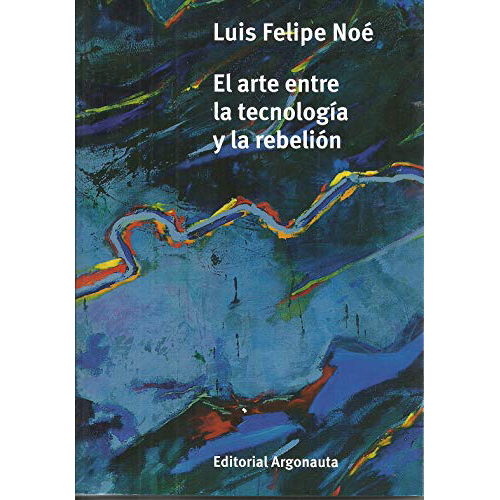 Luis Felipe Noé
El arte entre
la tecnología
y la rebelión
Editorial Argonauta